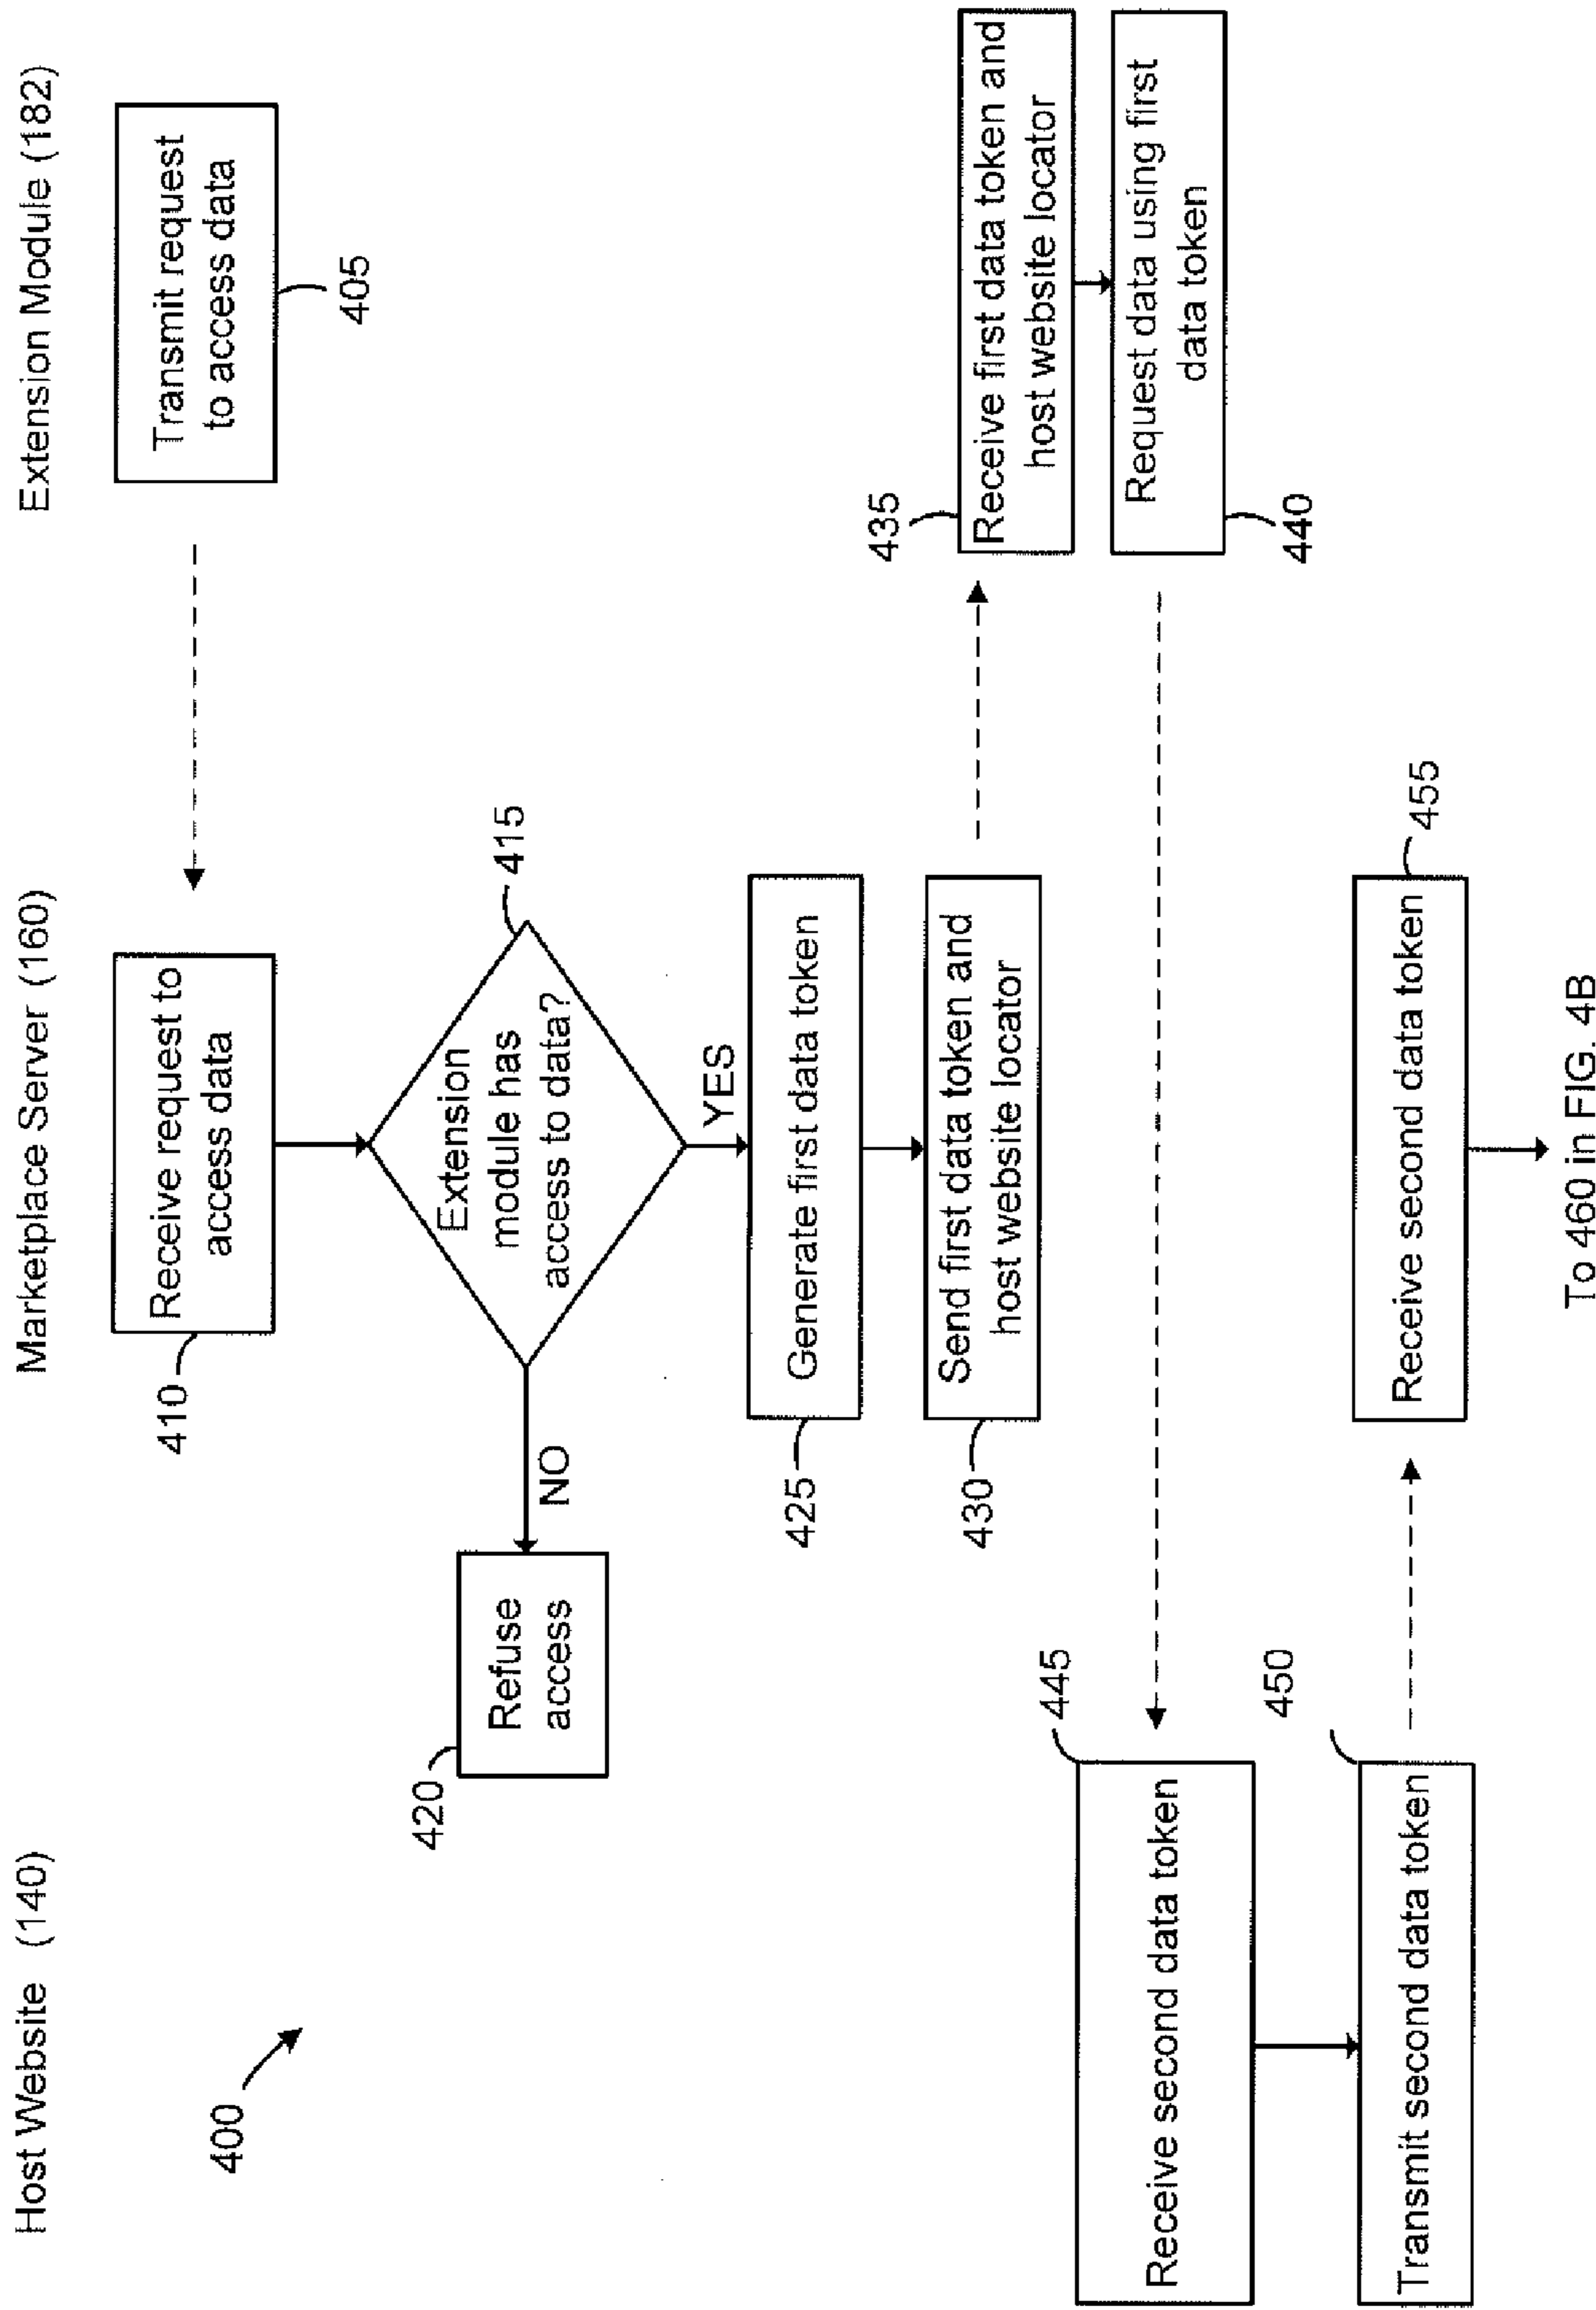 Host Website (140)
Marketplace Server (160)
Extension Module (182)
400
Transmit request
to access data
405
Receive request to
access data
410
Extension
module has
access to data?
415
NO
Refuse
access
420
YES
Generate first data token
425
Send first data token and
host website locator
430
435
Receive first data token and
host website locator
Request data using first
data token
440
445
Receive second data token
450
Transmit second data token
Receive second data token
455
To 460 in FIG. 4B